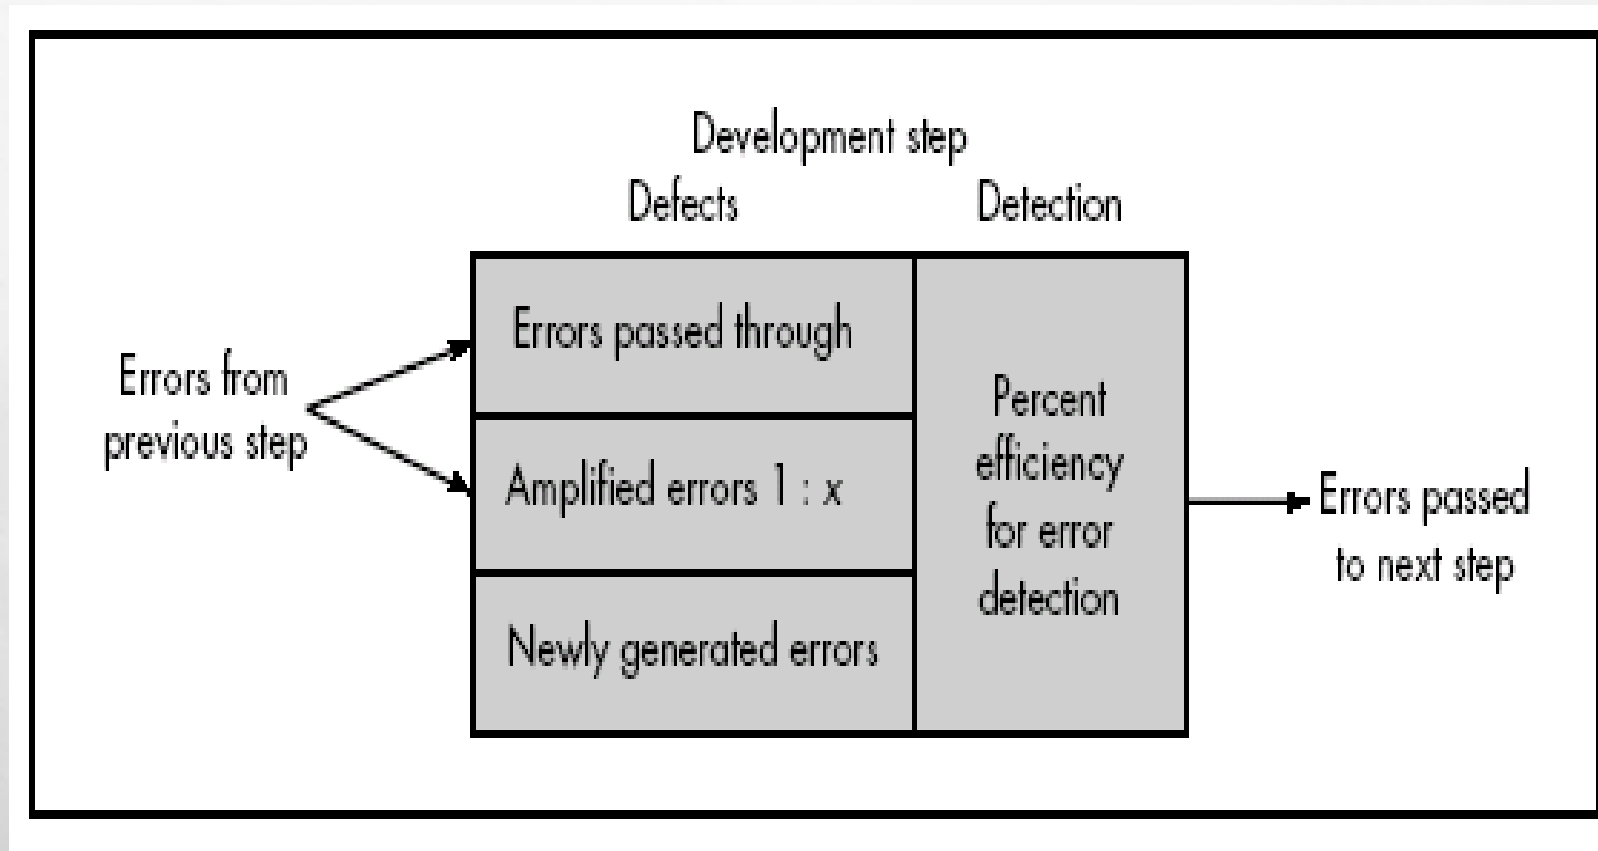 Development step
Defects
Detection
Errors from
previous step
Errors passed through
Amplified errors 1 : x
Newly generated errors
Percent
efficiency
for error
detection
Errors passed
to next step